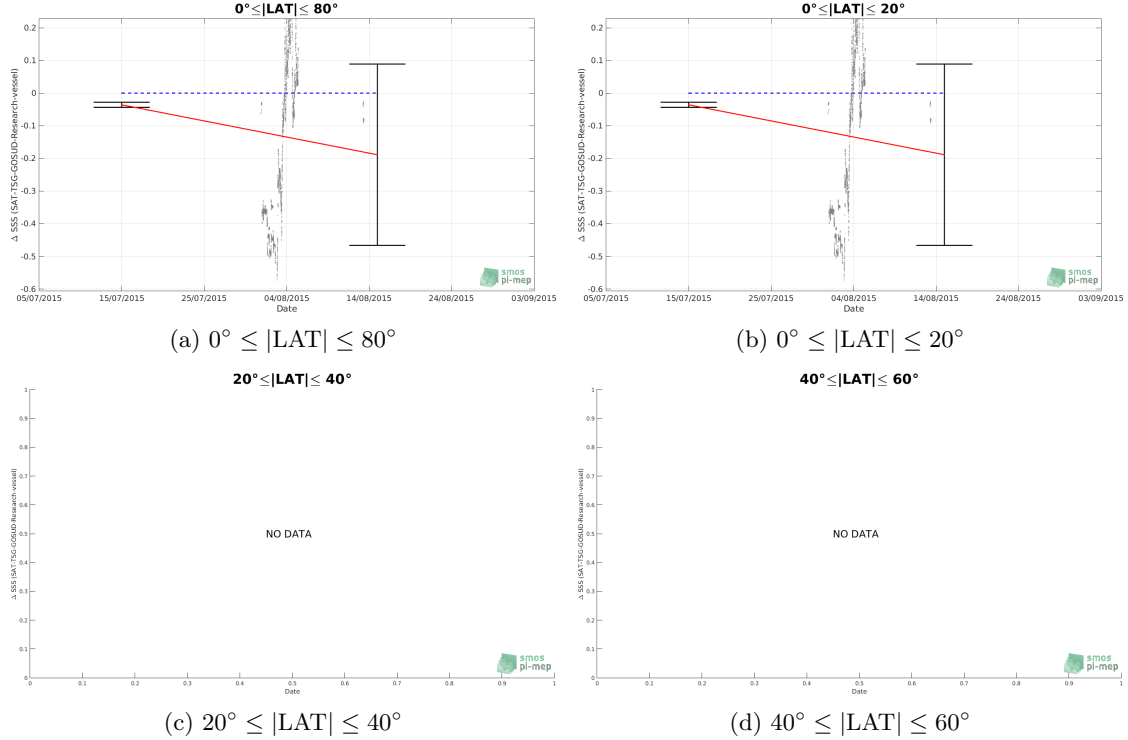 0°≤|LAT|≤ 80°
0.2
0.1
0
-0.1
-0.2
-0.3
-0.4
-0.5
-0.6
Δ SSS (SAT-TSG-GOSUD-Research-vessel)
05/07/2015 15/07/2015 25/07/2015 04/08/2015 14/08/2015 24/08/2015 03/09/2015
Date
smos
pi-mep
(a) 0° ≤ |LAT| ≤ 80°
0°≤|LAT|≤ 20°
0.2
0.1
0
-0.1
-0.2
-0.3
-0.4
-0.5
-0.6
Δ SSS (SAT-TSG-GOSUD-Research-vessel)
05/07/2015 15/07/2015 25/07/2015 04/08/2015 14/08/2015 24/08/2015 03/09/2015
Date
smos
pi-mep
(b) 0° ≤ |LAT| ≤ 20°
20°≤|LAT|≤ 40°
1
0.9
0.8
0.7
0.6
0.5
0.4
0.3
0.2
0.1
0
Δ SSS (SAT-TSG-GOSUD-Research-vessel)
NO DATA
0 0.1 0.2 0.3 0.4 0.5 0.6 0.7 0.8 0.9 1
Date
smos
pi-mep
(c) 20° ≤ |LAT| ≤ 40°
40°≤|LAT|≤ 60°
1
0.9
0.8
0.7
0.6
0.5
0.4
0.3
0.2
0.1
0
Δ SSS (SAT-TSG-GOSUD-Research-vessel)
NO DATA
0 0.1 0.2 0.3 0.4 0.5 0.6 0.7 0.8 0.9 1
Date
smos
pi-mep
(d) 40° ≤ |LAT| ≤ 60°